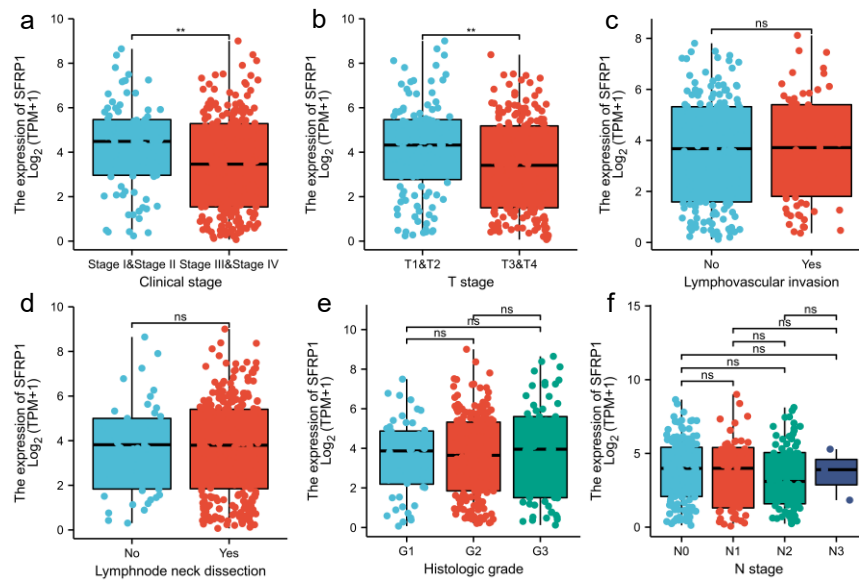 a
**
The expression of SFRP1
Log2 (TPM+1)
10
8
6
4
2
0
Stage I&Stage II Stage III&Stage IV
Clinical stage
b
**
The expression of SFRP1
Log2 (TPM+1)
10
8
6
4
2
0
T1&T2 T3&T4
T stage
c
ns
The expression of SFRP1
Log2 (TPM+1)
8
6
4
2
0
No Yes
Lymphovascular invasion
d
ns
The expression of SFRP1
Log2 (TPM+1)
10
8
6
4
2
0
No Yes
Lymphnode neck dissection
e
ns
ns
ns
The expression of SFRP1
Log2 (TPM+1)
10
8
6
4
2
0
G1 G2 G3
Histologic grade
f
ns
ns
ns
ns
ns
ns
The expression of SFRP1
Log2 (TPM+1)
15
10
5
0
N0 N1 N2 N3
N stage